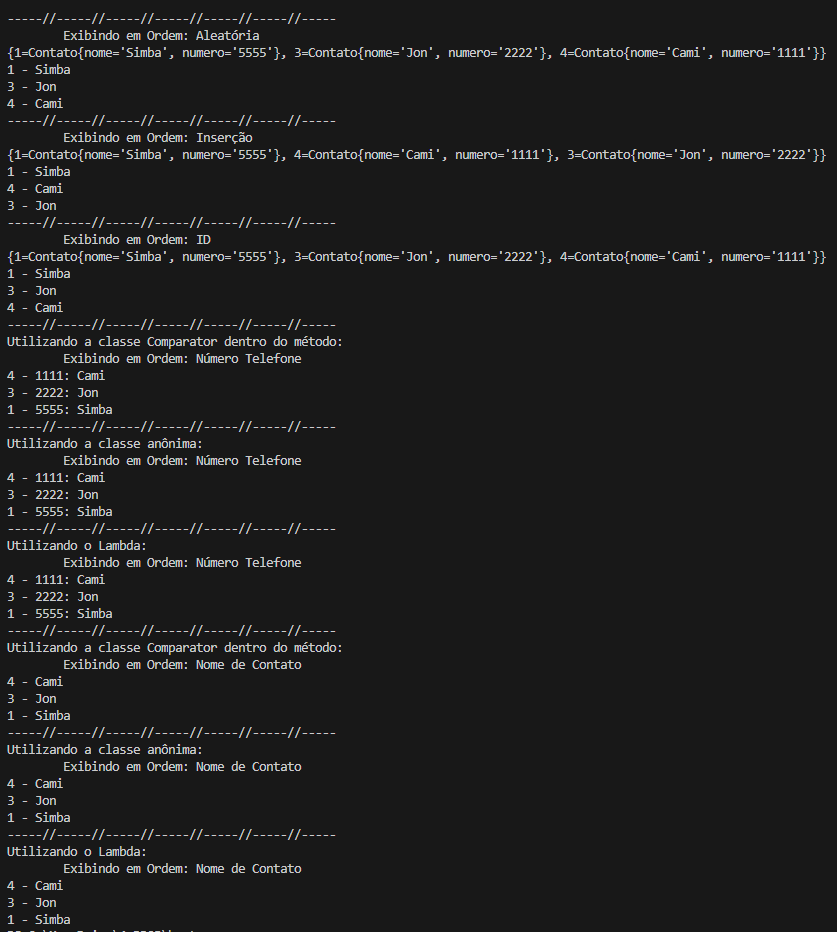 -----//-----//-----//-----//-----//-----//-----
Exibindo em Ordem: Aleatória
{1=Contato{nome='Simba', numero='5555'}, 3=Contato{nome='Jon', numero='2222'}, 4=Contato{nome='Cami', numero='1111'}}
1 - Simba
3 - Jon
4 - Cami
-----//-----//-----//-----//-----//-----//-----
Exibindo em Ordem: Inserção
{1=Contato{nome='Simba', numero='5555'}, 4=Contato{nome='Cami', numero='1111'}, 3=Contato{nome='Jon', numero='2222'}}
1 - Simba
4 - Cami
3 - Jon
-----//-----//-----//-----//-----//-----//-----
Exibindo em Ordem: ID
{1=Contato{nome='Simba', numero='5555'}, 3=Contato{nome='Jon', numero='2222'}, 4=Contato{nome='Cami', numero='1111'}}
1 - Simba
3 - Jon
4 - Cami
-----//-----//-----//-----//-----//-----//-----
Utilizando a classe Comparator dentro do método:
Exibindo em Ordem: Número Telefone
4 - 1111: Cami
3 - 2222: Jon
1 - 5555: Simba
-----//-----//-----//-----//-----//-----//-----
Utilizando a classe anônima:
Exibindo em Ordem: Número Telefone
4 - 1111: Cami
3 - 2222: Jon
1 - 5555: Simba
-----//-----//-----//-----//-----//-----//-----
Utilizando o Lambda:
Exibindo em Ordem: Número Telefone
4 - 1111: Cami
3 - 2222: Jon
1 - 5555: Simba
-----//-----//-----//-----//-----//-----//-----
Utilizando a classe Comparator dentro do método:
Exibindo em Ordem: Nome de Contato
4 - Cami
3 - Jon
1 - Simba
-----//-----//-----//-----//-----//-----//-----
Utilizando a classe anônima:
Exibindo em Ordem: Nome de Contato
4 - Cami
3 - Jon
1 - Simba
-----//-----//-----//-----//-----//-----//-----
Utilizando o Lambda:
Exibindo em Ordem: Nome de Contato
4 - Cami
3 - Jon
1 - Simba